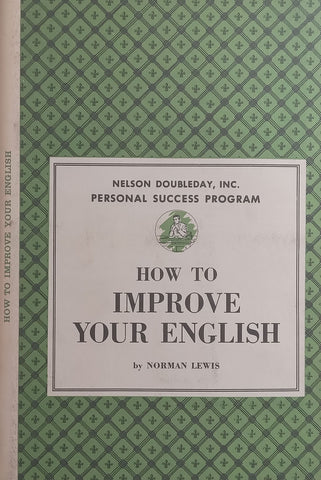 HOW TO IMPROVE YOUR ENGLISH
NELSON DOUBLEDAY, INC.
PERSONAL SUCCESS PROGRAM
HOW TO
IMPROVE
YOUR ENGLISH
by NORMAN LEWIS